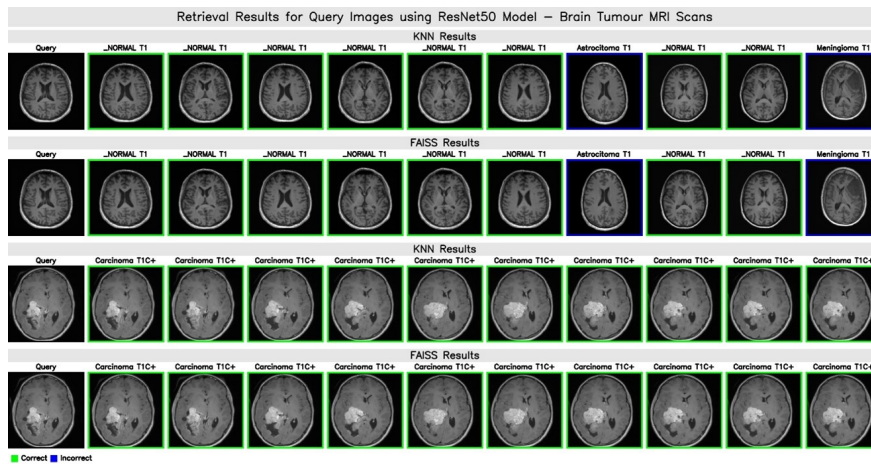 Retrieval Results for Query Images using ResNet50 Model – Brain Tumour MRI Scans
KNN Results
Query _NORMAL T1 _NORMAL T1 _NORMAL T1 _NORMAL T1 _NORMAL T1 _NORMAL T1 Astrocitoma T1 _NORMAL T1 _NORMAL T1 Meningioma T1
FAISS Results
Query _NORMAL T1 _NORMAL T1 _NORMAL T1 _NORMAL T1 _NORMAL T1 _NORMAL T1 Astrocitoma T1 _NORMAL T1 _NORMAL T1 Meningioma T1
KNN Results
Query Carcinoma T1C+ Carcinoma T1C+ Carcinoma T1C+ Carcinoma T1C+ Carcinoma T1C+ Carcinoma T1C+ Carcinoma T1C+ Carcinoma T1C+ Carcinoma T1C+ Carcinoma T1C+
FAISS Results
Query Carcinoma T1C+ Carcinoma T1C+ Carcinoma T1C+ Carcinoma T1C+ Carcinoma T1C+ Carcinoma T1C+ Carcinoma T1C+ Carcinoma T1C+ Carcinoma T1C+ Carcinoma T1C+
Correct Incorrect